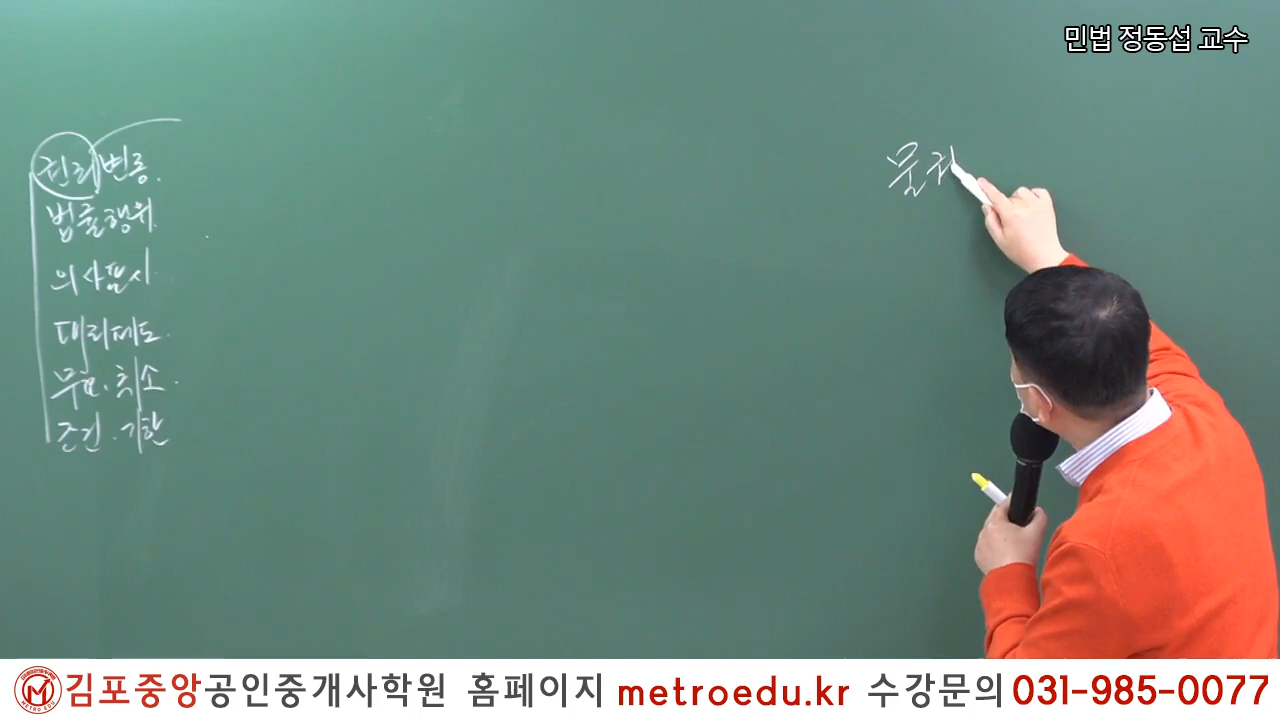 민법 정동섭 교수
권리변동.
법률행위.
의사표시
대리제도.
무효·취소.
조건·기한
물권
METRO EDU
김포중앙공인중개사학원 홈페이지 metroedu.kr 수강문의 031-985-0077